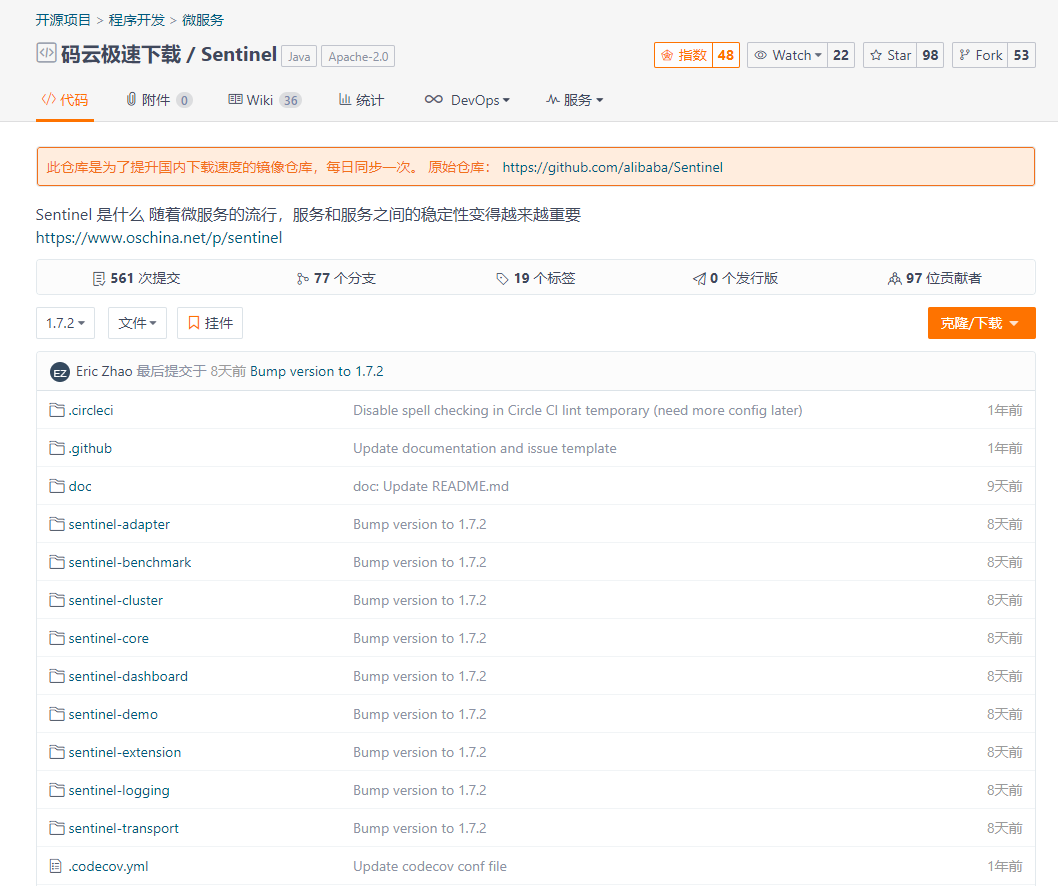 开源项目 > 程序开发 > 微服务
码云极速下载 / Sentinel Java Apache-2.0 指数 48 Watch 22 Star 98 Fork 53
代码 附件 0 Wiki 36 统计 DevOps 服务
此仓库是为了提升国内下载速度的镜像仓库，每日同步一次。 原始仓库： https://github.com/alibaba/Sentinel
Sentinel 是什么 随着微服务的流行，服务和服务之间的稳定性变得越来越重要
https://www.oschina.net/p/sentinel
561 次提交 77 个分支 19 个标签 0 个发行版 97 位贡献者
1.7.2 文件 挂件 克隆/下载
EZ Eric Zhao 最后提交于 8天前 Bump version to 1.7.2
.circleci Disable spell checking in Circle CI lint temporary (need more config later) 1年前
.github Update documentation and issue template 1年前
doc doc: Update README.md 9天前
sentinel-adapter Bump version to 1.7.2 8天前
sentinel-benchmark Bump version to 1.7.2 8天前
sentinel-cluster Bump version to 1.7.2 8天前
sentinel-core Bump version to 1.7.2 8天前
sentinel-dashboard Bump version to 1.7.2 8天前
sentinel-demo Bump version to 1.7.2 8天前
sentinel-extension Bump version to 1.7.2 8天前
sentinel-logging Bump version to 1.7.2 8天前
sentinel-transport Bump version to 1.7.2 8天前
.codecov.yml Update codecov conf file 1年前